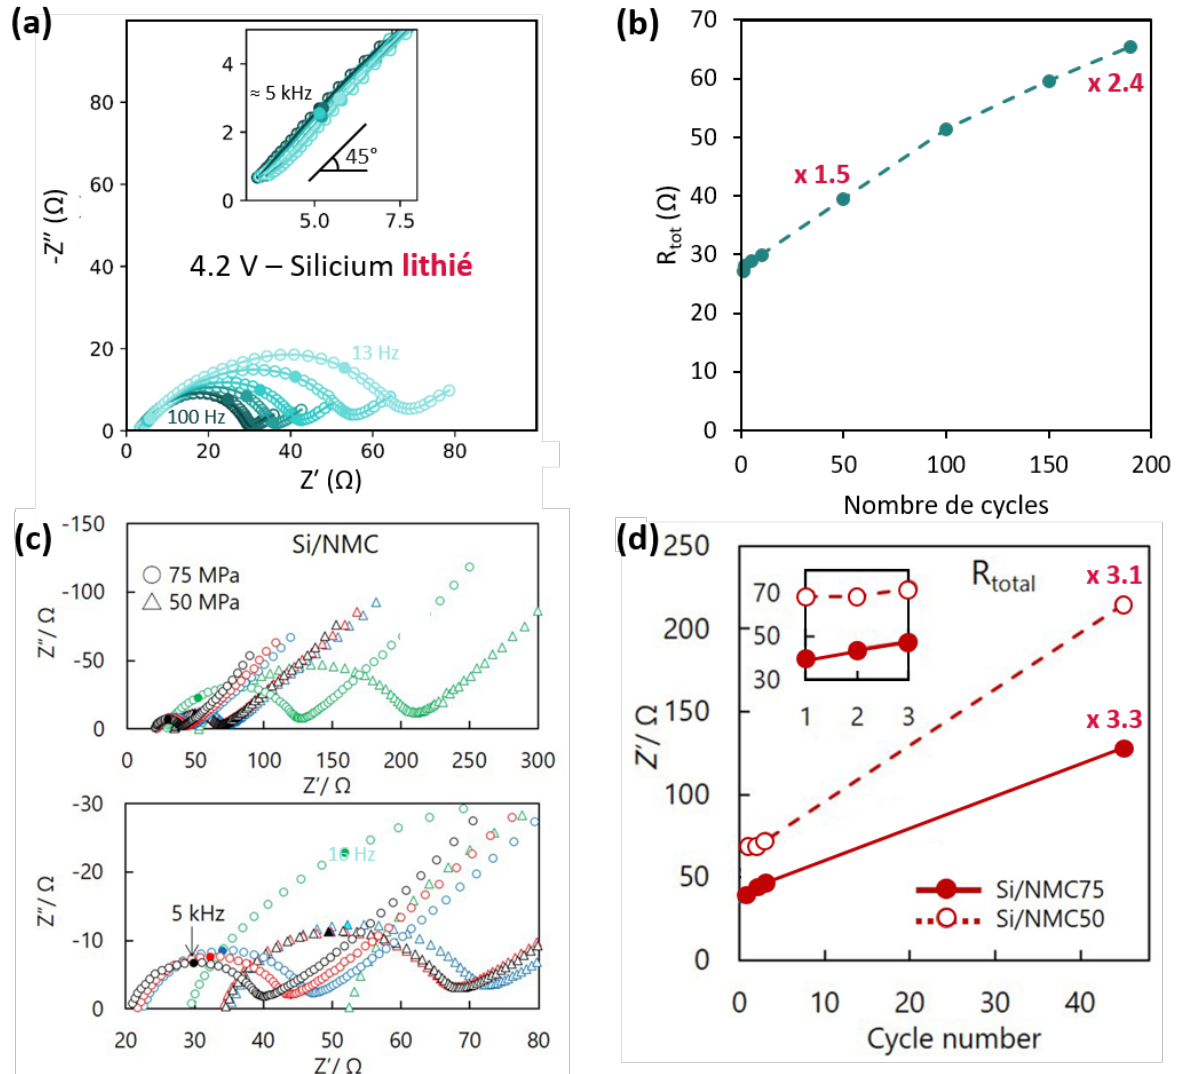 (a)
80
60
40
20
0
-Z″ (Ω)
4
2
0
≈ 5 kHz
45°
5.0 7.5
4.2 V – Silicium lithié
13 Hz
100 Hz
0 20 40 60 80
Z′ (Ω)
(b)
70
60
50
40
30
20
10
0
Rtot (Ω)
x 1.5
x 2.4
0 50 100 150 200
Nombre de cycles
(c)
-150
-100
-50
0
Z″/ Ω
Si/NMC
75 MPa
50 MPa
0 50 100 150 200 250 300
Z′/ Ω
-30
-20
-10
0
Z″/ Ω
5 kHz
Hz
20 30 40 50 60 70 80
Z′/ Ω
(d)
250
200
150
100
50
0
Z′/ Ω
70
50
30
1 2 3
Rtotal
x 3.1
x 3.3
Si/NMC75
Si/NMC50
0 10 20 30 40
Cycle number